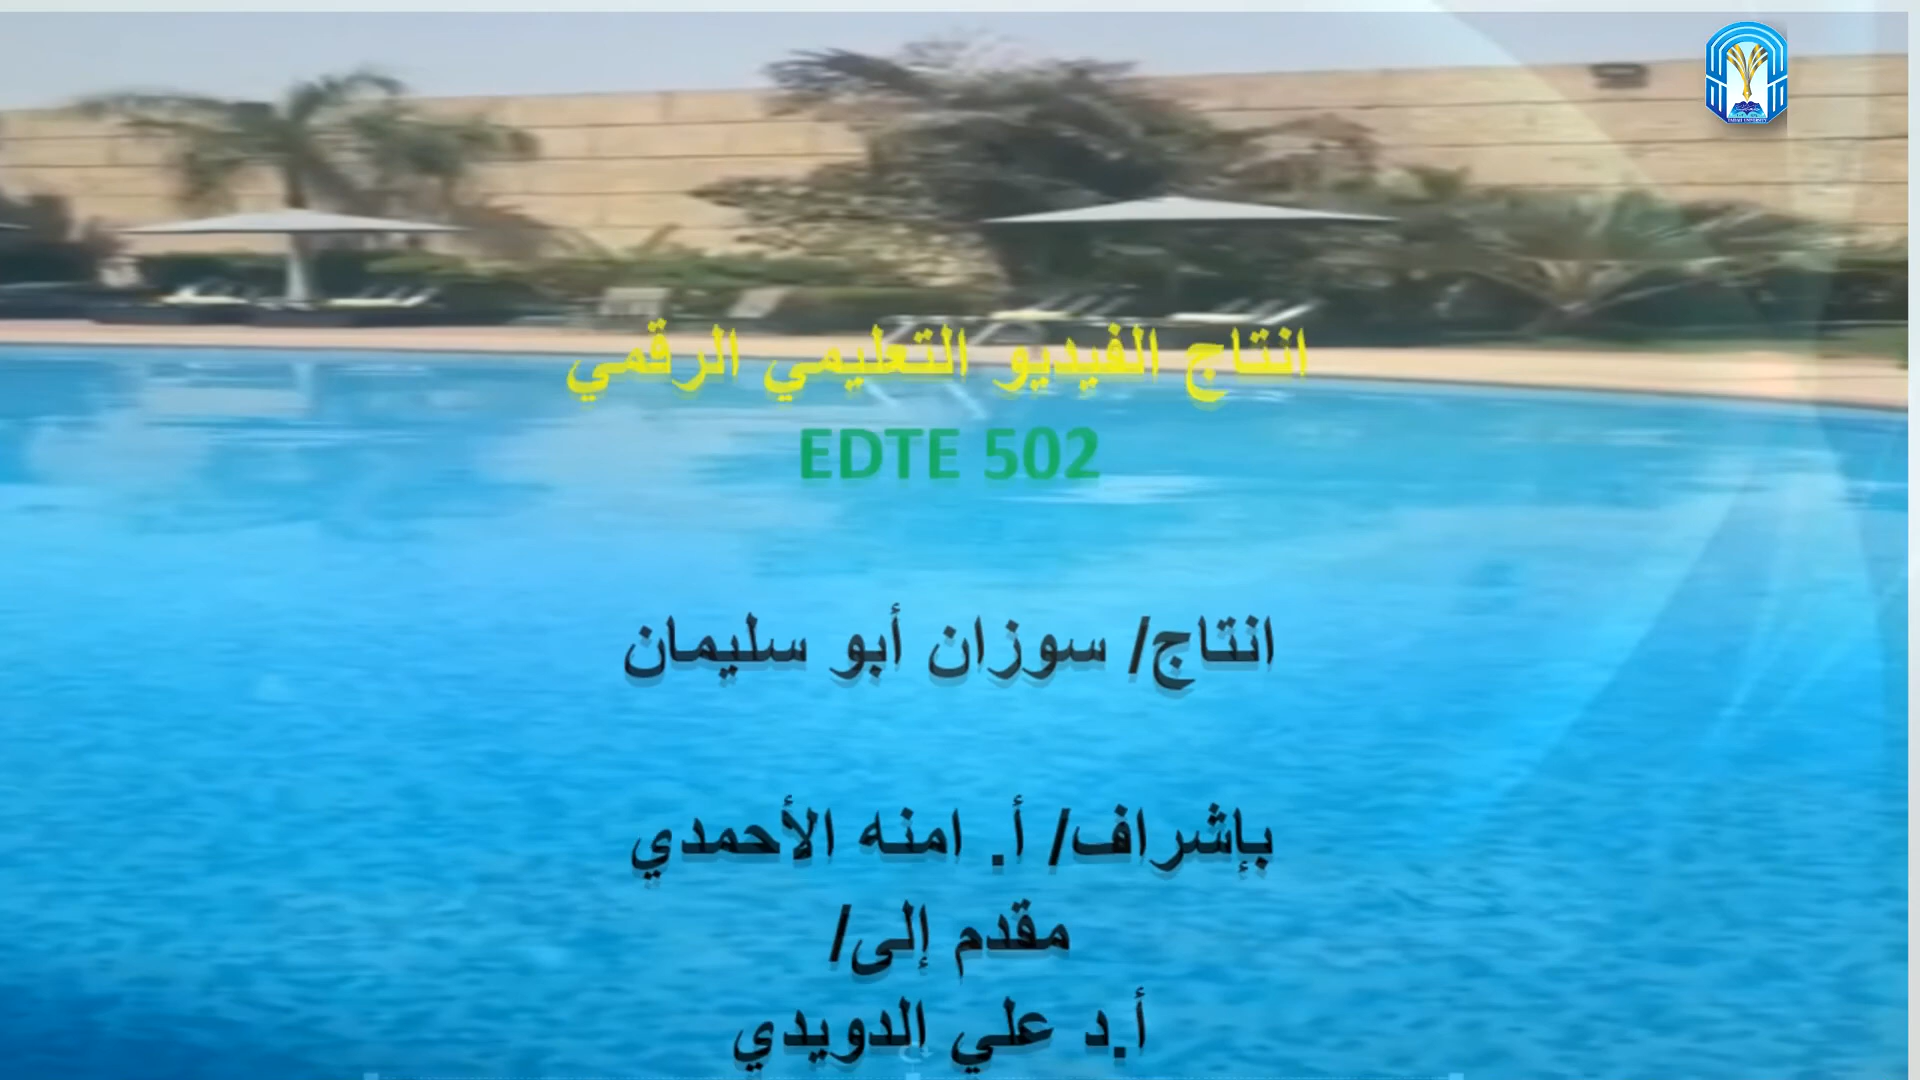 انتاج الفيديو التعليمي الرقمي
EDTE 502
انتاج/ سوزان أبو سليمان
بإشراف/ أ. امنه الأحمدي
مقدم إلى/
أ.د علي الدويدي